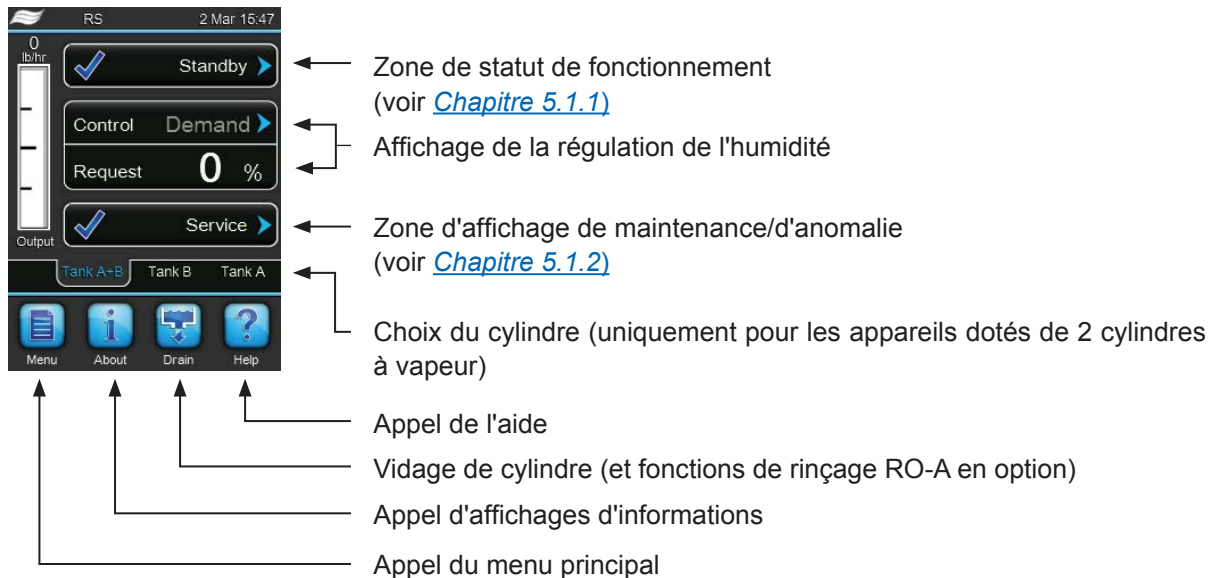 RS 2 Mar 15:47
0
lb/hr
Standby
Control Demand
Request 0 %
Service
Output
Tank A+B Tank B Tank A
Menu About Drain Help
Zone de statut de fonctionnement
(voir Chapitre 5.1.1)
Affichage de la régulation de l'humidité
Zone d'affichage de maintenance/d'anomalie
(voir Chapitre 5.1.2)
Choix du cylindre (uniquement pour les appareils dotés de 2 cylindres
à vapeur)
Appel de l'aide
Vidage de cylindre (et fonctions de rinçage RO-A en option)
Appel d'affichages d'informations
Appel du menu principal